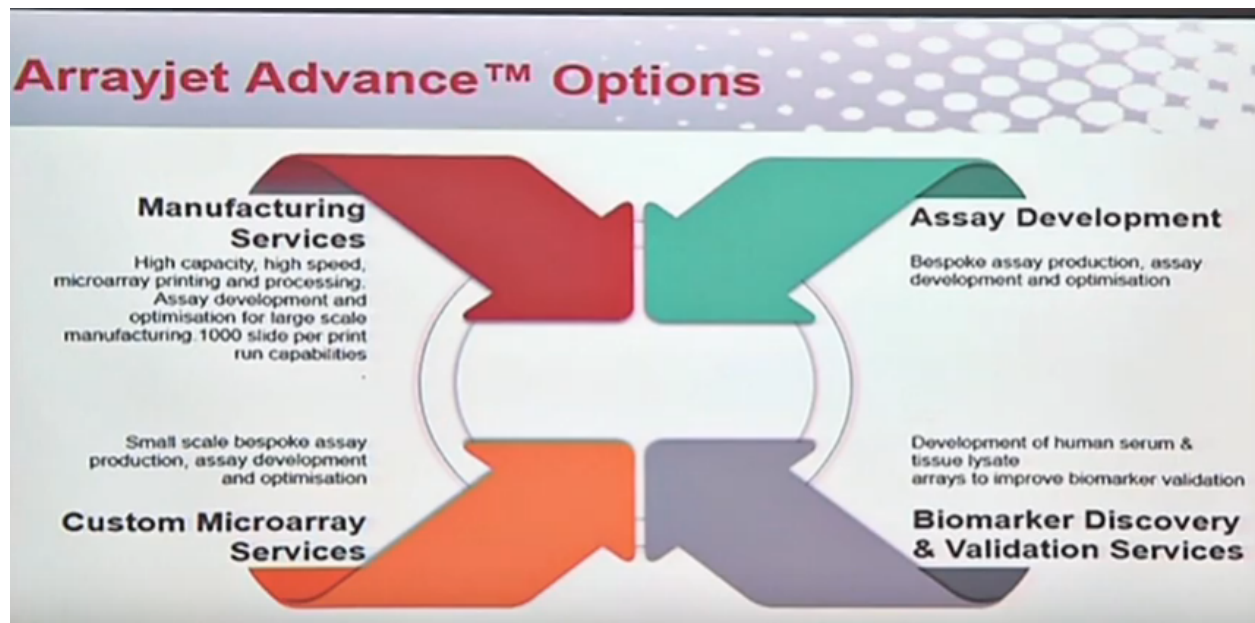 Arrayjet Advance™ Options
Manufacturing
Services
High capacity, high speed,
microarray printing and processing.
Assay development and
optimisation for large scale
manufacturing.1000 slide per print
run capabilities
.
Assay Development
Bespoke assay production, assay
development and optimisation
Small scale bespoke assay
production, assay development
and optimisation
Custom Microarray
Services
Development of human serum &
tissue lysate
arrays to improve biomarker validation
Biomarker Discovery
& Validation Services